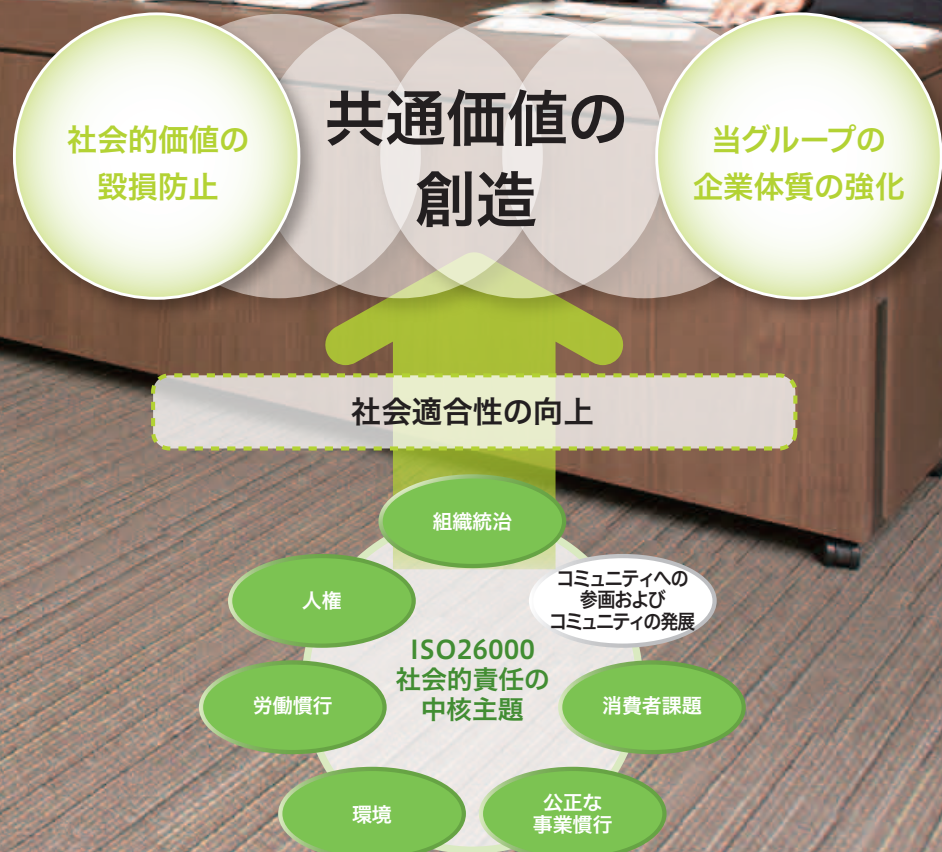 社会的価値の
毀損防止
共通価値の
創造
当グループの
企業体質の強化
社会適合性の向上
組織統治
人権
コミュニティへの
参画および
コミュニティの発展
ISO26000
社会的責任の
中核主題
労働慣行
消費者課題
環境
公正な
事業慣行